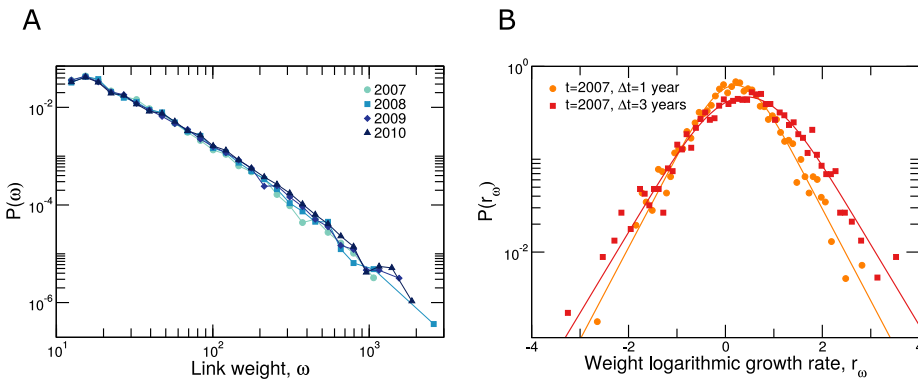 A
P(ω)
10^-2
10^-4
10^-6
2007
2008
2009
2010
10^1
10^2
10^3
Link weight, ω
B
P(r_ω)
10^0
10^-2
t=2007, Δt=1 year
t=2007, Δt=3 years
-4
-2
0
2
4
Weight logarithmic growth rate, r_ω